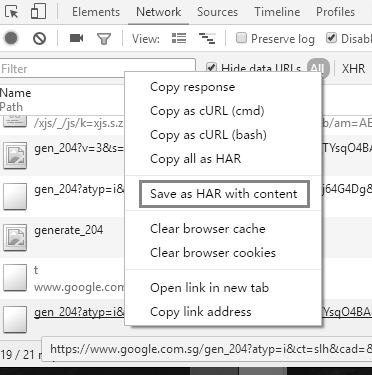 Elements Network Sources Timeline Profiles
View: Preserve log Disabl
Filter Hide data URLs All XHR
Name
Path
/xjs/_/js/k=xjs.s.z b/am=AB
gen_204?v=3&s= TYsqO4BA
gen_204?atyp=i& j64G4Dg&
generate_204
t
www.google.com
gen_204?atyp=i& YsqO4BA
19 / 21
Copy response
Copy as cURL (cmd)
Copy as cURL (bash)
Copy all as HAR
Save as HAR with content
Clear browser cache
Clear browser cookies
Open link in new tab
Copy link address
https://www.google.com.sg/gen_204?atyp=i&ct=slh&cad=&